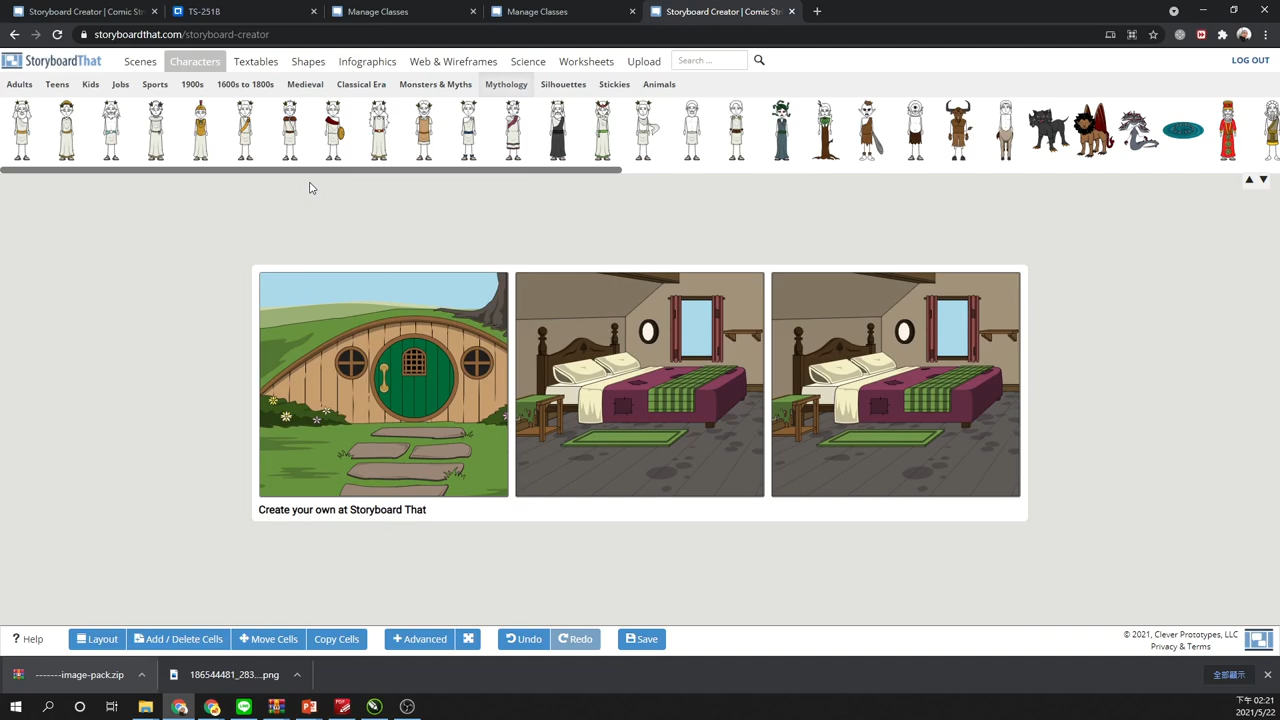 Storyboard Creator | Comic Str
TS-251B
Manage Classes
Manage Classes
Storyboard Creator | Comic Str
storyboardthat.com/storyboard-creator
StoryboardThat
Scenes
Characters
Textables
Shapes
Infographics
Web & Wireframes
Science
Worksheets
Upload
Search ...
LOG OUT
Adults
Teens
Kids
Jobs
Sports
1900s
1600s to 1800s
Medieval
Classical Era
Monsters & Myths
Mythology
Silhouettes
Stickies
Animals
Create your own at Storyboard That
? Help
Layout
Add / Delete Cells
Move Cells
Copy Cells
Advanced
Undo
Redo
Save
© 2021, Clever Prototypes, LLC
Privacy & Terms
-------image-pack.zip
186544481_283....png
全部顯示
下午 02:21
2021/5/22